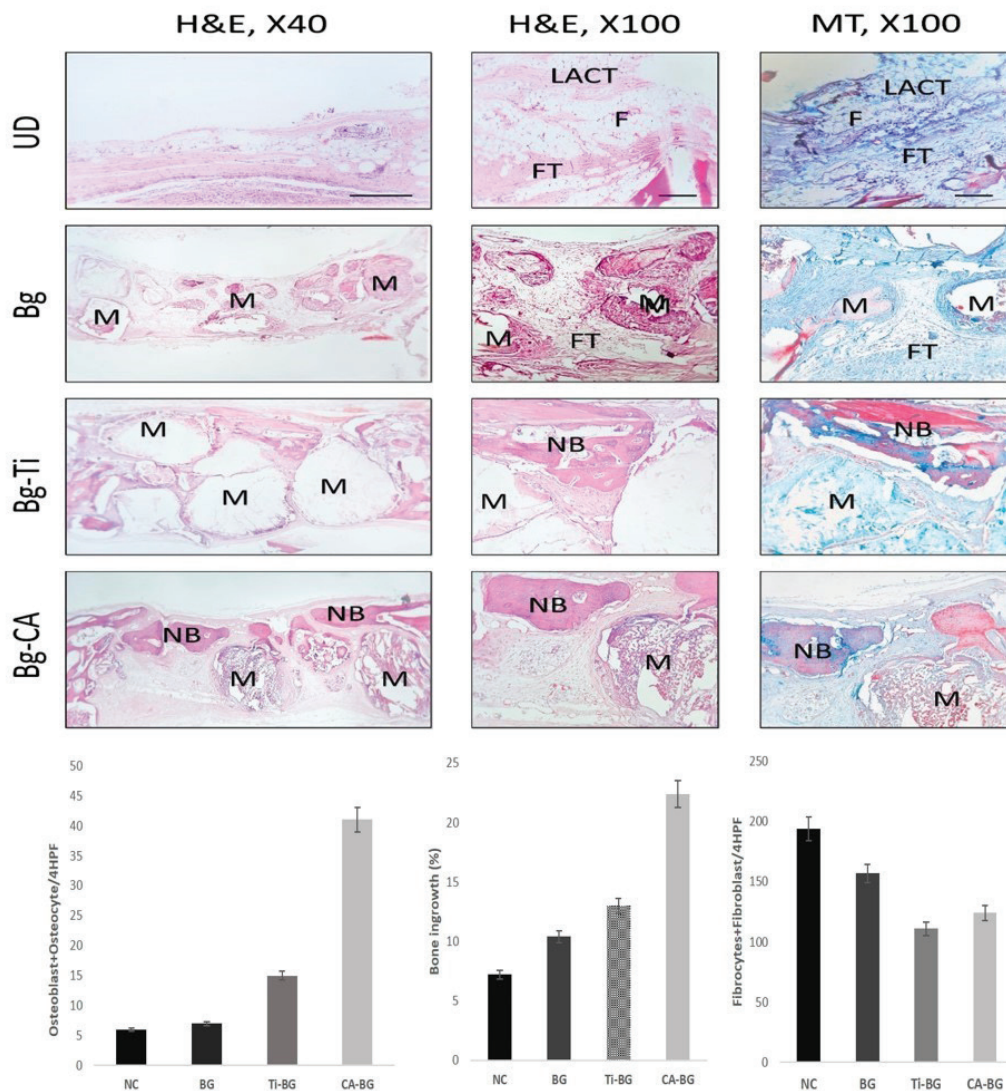 H&E, X40
H&E, X100
MT, X100
UD
LACT
F
FT
LACT
F
FT
Bg
M
M
M
M
M
FT
M
M
FT
Bg-Ti
M
M
M
NB
M
NB
M
Bg-CA
NB
NB
M
M
NB
M
NB
M
Osteoblast+Osteocyte/4HPF
50
45
40
35
30
25
20
15
10
5
0
NC
BG
Ti-BG
CA-BG
Bone ingrowth (%)
25
20
15
10
5
0
NC
BG
Ti-BG
CA-BG
Fibrocytes+Fibroblast/4HPF
250
200
150
100
50
0
NC
BG
Ti-BG
CA-BG